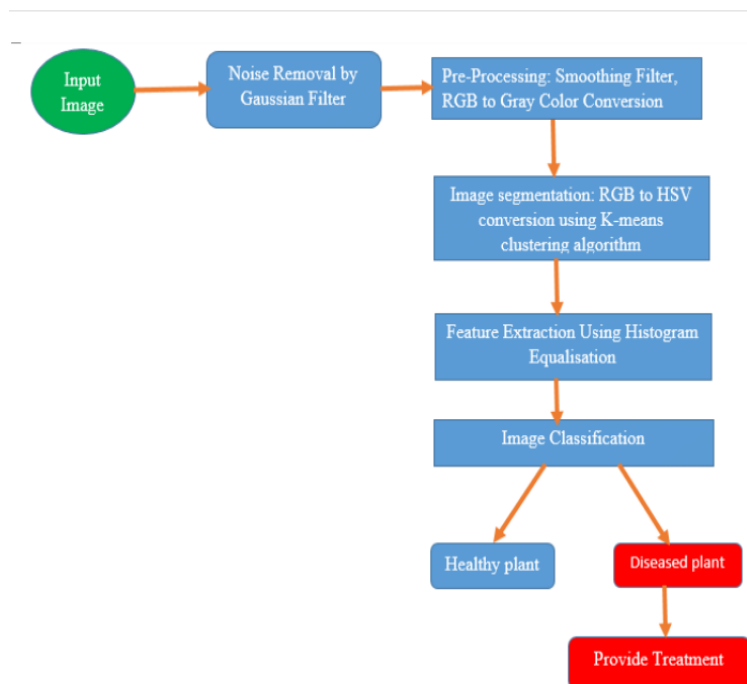 Input
Image
Noise Removal by
Gaussian Filter
Pre-Processing: Smoothing Filter,
RGB to Gray Color Conversion
Image segmentation: RGB to HSV
conversion using K-means
clustering algorithm
Feature Extraction Using Histogram
Equalisation
Image Classification
Healthy plant
Diseased plant
Provide Treatment